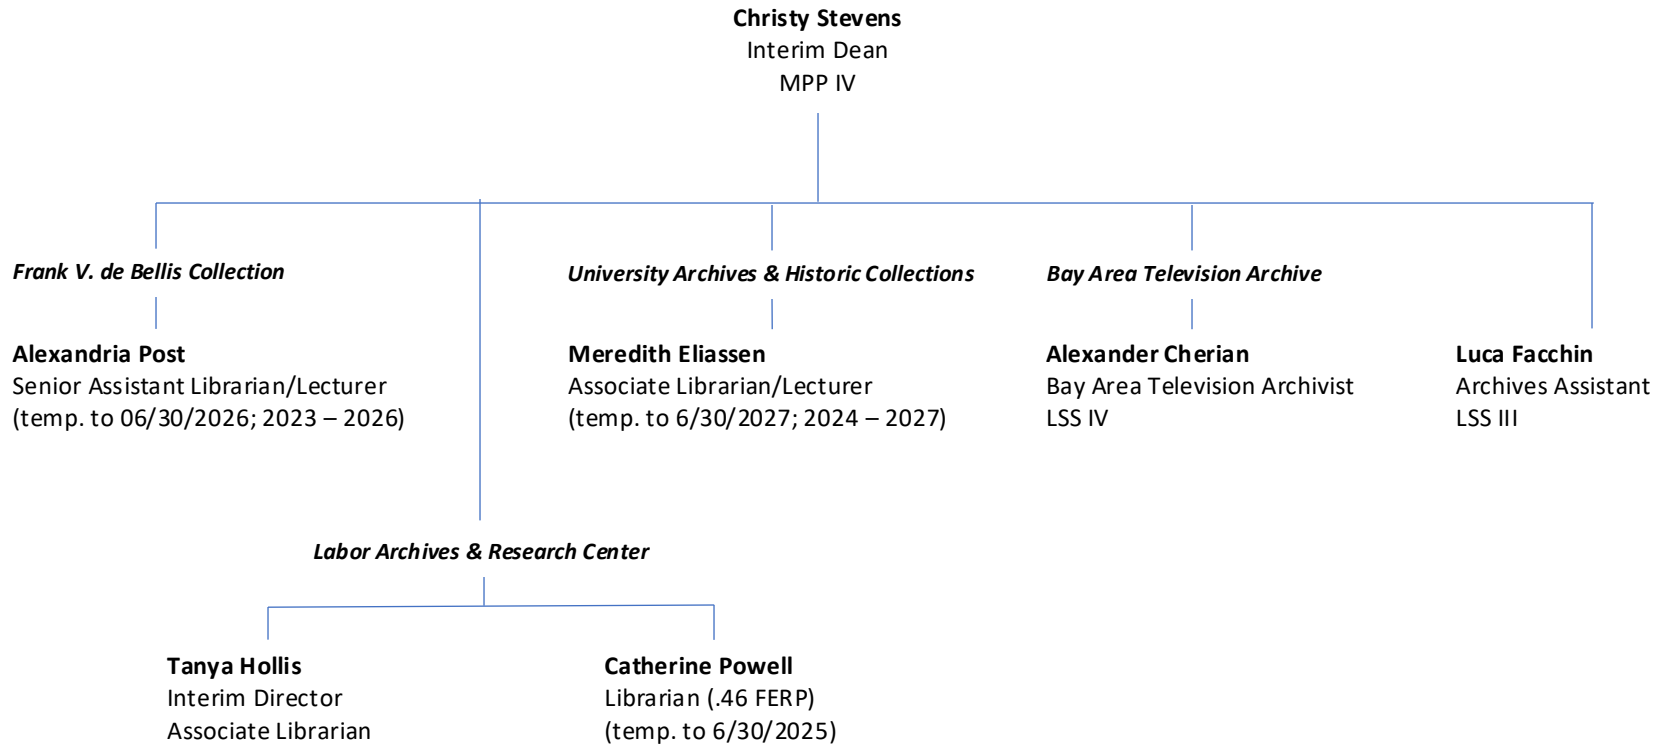 Christy Stevens
Interim Dean
MPP IV
Frank V. de Bellis Collection
Alexandria Post
Senior Assistant Librarian/Lecturer
(temp. to 06/30/2026; 2023 – 2026)
University Archives & Historic Collections
Meredith Eliassen
Associate Librarian/Lecturer
(temp. to 6/30/2027; 2024 – 2027)
Bay Area Television Archive
Alexander Cherian
Bay Area Television Archivist
LSS IV
Luca Facchin
Archives Assistant
LSS III
Labor Archives & Research Center
Tanya Hollis
Interim Director
Associate Librarian
Catherine Powell
Librarian (.46 FERP)
(temp. to 6/30/2025)